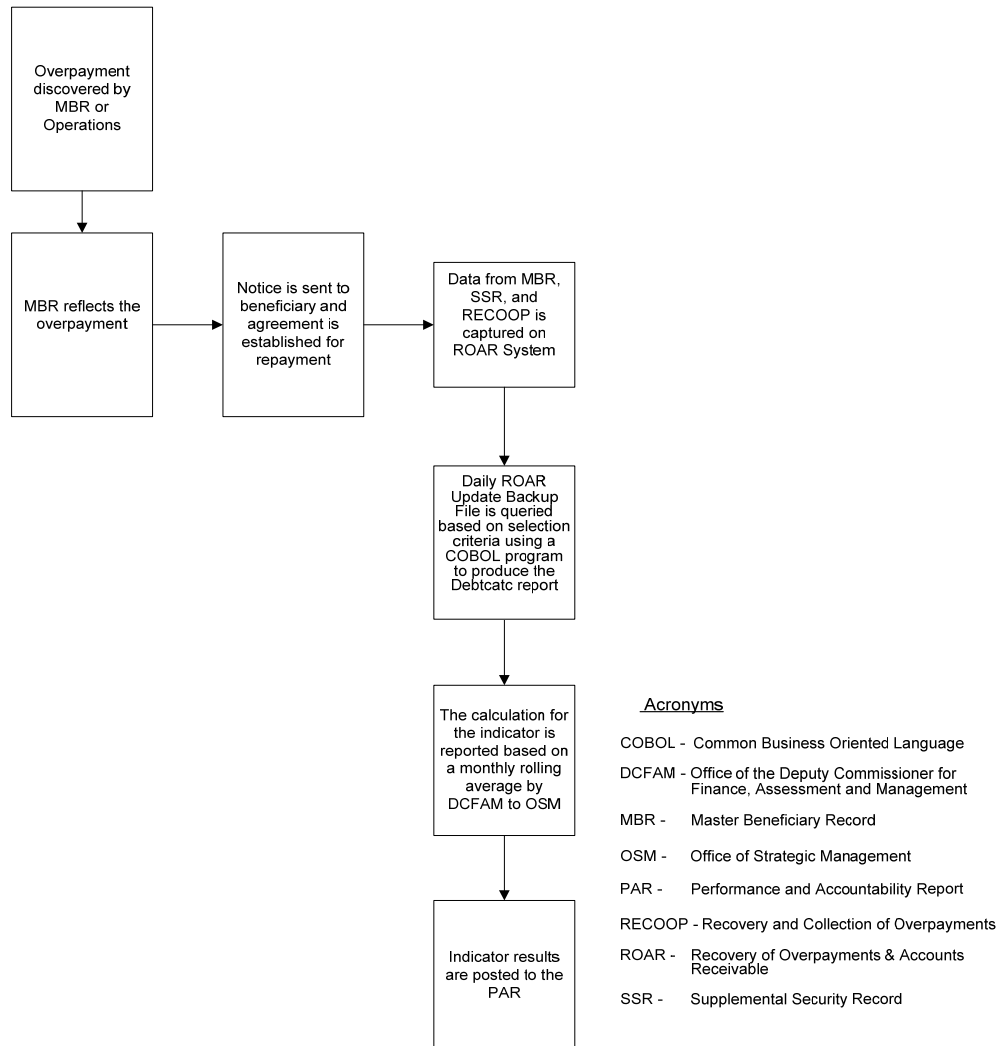 Overpayment
discovered by
MBR or
Operations
MBR reflects the
overpayment
Notice is sent to
beneficiary and
agreement is
established for
repayment
Data from MBR,
SSR, and
RECOOP is
captured on
ROAR System
Daily ROAR
Update Backup
File is queried
based on selection
criteria using a
COBOL program
to produce the
Debtcatc report
The calculation for
the indicator is
reported based on
a monthly rolling
average by
DCFAM to OSM
Indicator results
are posted to the
PAR
Acronyms
COBOL - Common Business Oriented Language
DCFAM - Office of the Deputy Commissioner for
Finance, Assessment and Management
MBR - Master Beneficiary Record
OSM - Office of Strategic Management
PAR - Performance and Accountability Report
RECOOP - Recovery and Collection of Overpayments
ROAR - Recovery of Overpayments & Accounts
Receivable
SSR - Supplemental Security Record